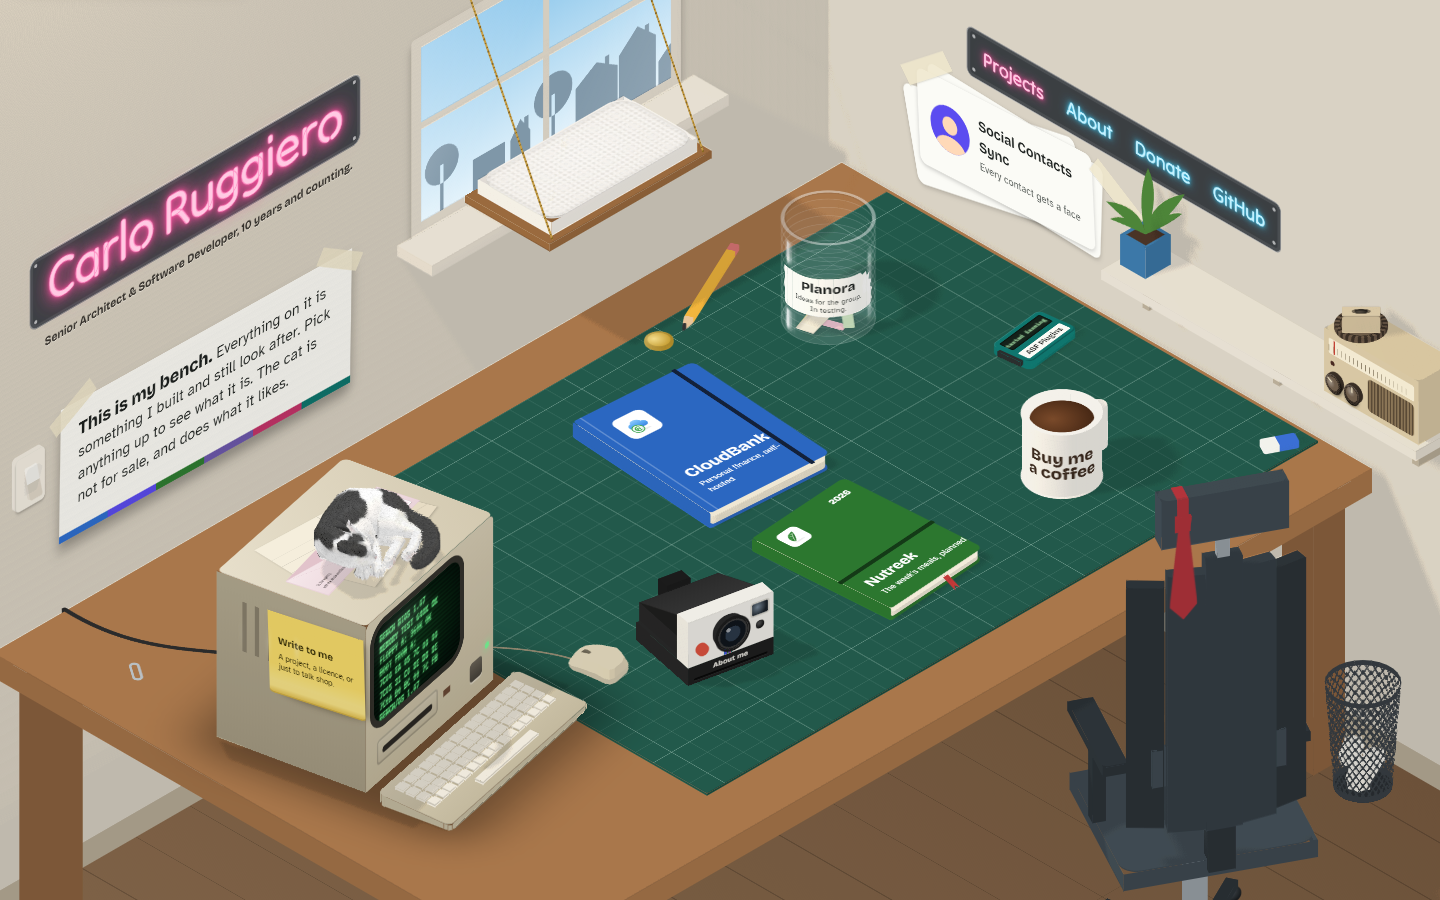 Carlo Ruggiero
Senior Architect & Software Developer, 10 years and counting.
This is my bench. Everything on it is
something I built and still look after. Pick
anything up to see what it is. The cat is
not for sale, and does what it likes.
Projects
About
Donate
GitHub
Social Contacts
Sync
Every contact gets a face
Planora
Ideas for the group.
In testing.
ASF Plugins
CloudBank
Personal finance, self-
hosted
Buy me
a coffee
2026
Nutreek
The week's meals, planned
About me
Write to me
A project, a licence, or
just to talk shop.